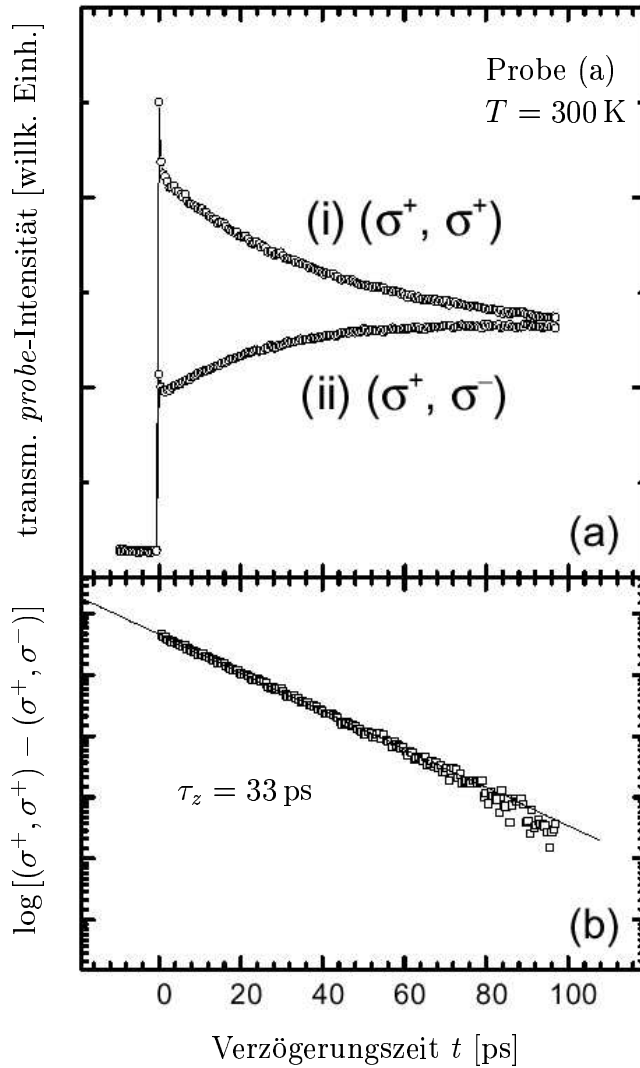 transm. probe-Intensität [willk. Einh.]
Probe (a)
T = 300 K
(i) (σ⁺, σ⁺)
(ii) (σ⁺, σ⁻)
(a)
log [(σ⁺, σ⁺) − (σ⁺, σ⁻)]
τ_z = 33 ps
(b)
0 20 40 60 80 100
Verzögerungszeit t [ps]